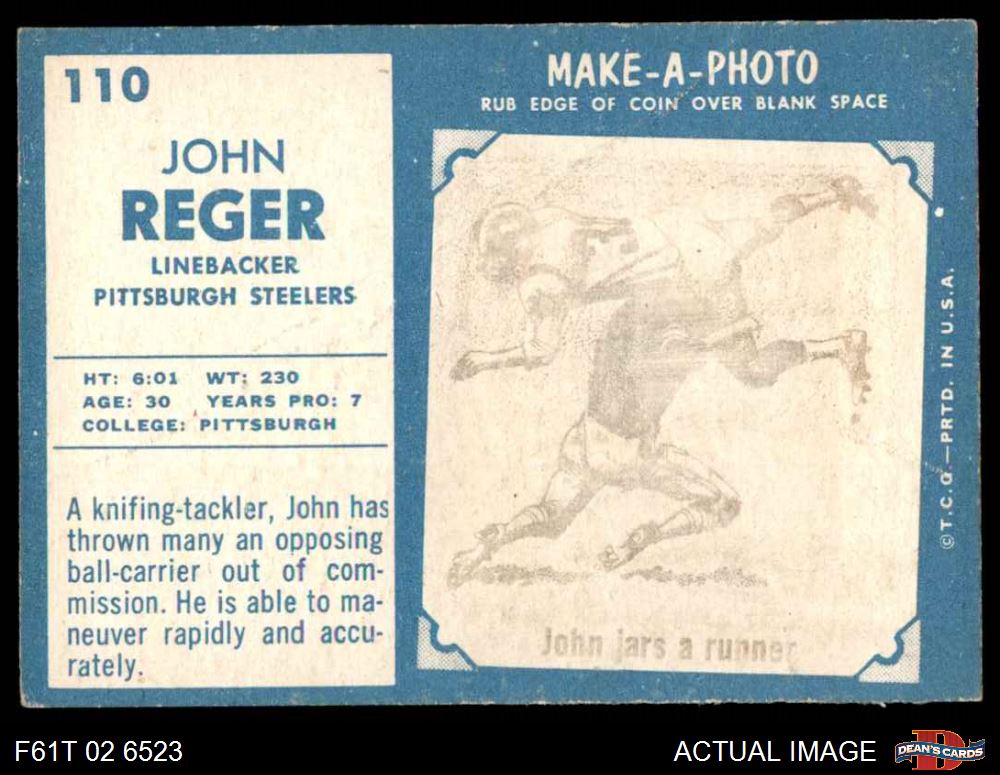 110
JOHN
REGER
LINEBACKER
PITTSBURGH STEELERS
HT: 6:01 WT: 230
AGE: 30 YEARS PRO: 7
COLLEGE: PITTSBURGH
A knifing-tackler, John has
thrown many an opposing
ball-carrier out of com-
mission. He is able to ma-
neuver rapidly and accu-
rately.
MAKE-A-PHOTO
RUB EDGE OF COIN OVER BLANK SPACE
John jars a runner
©T.C.G.—PRTD. IN U.S.A.
F61T 02 6523
ACTUAL IMAGE
D
DEAN'S CARDS